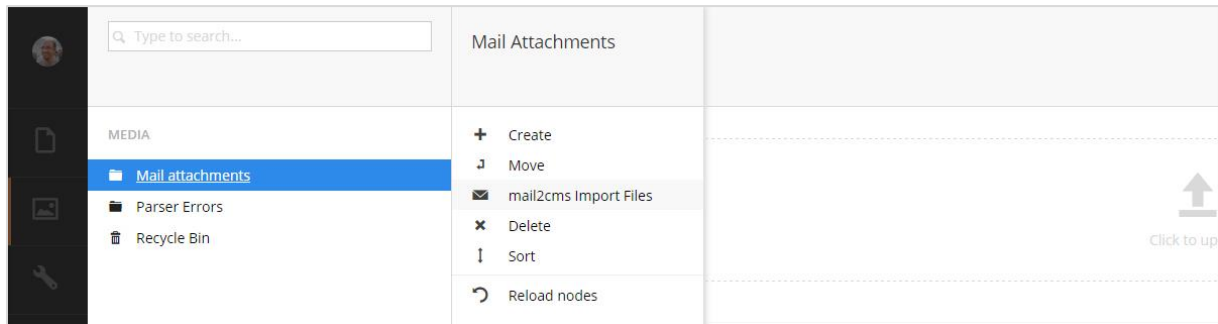 Type to search...
MEDIA
Mail attachments
Parser Errors
Recycle Bin
Mail Attachments
Create
Move
mail2cms Import Files
Delete
Sort
Reload nodes
Click to up